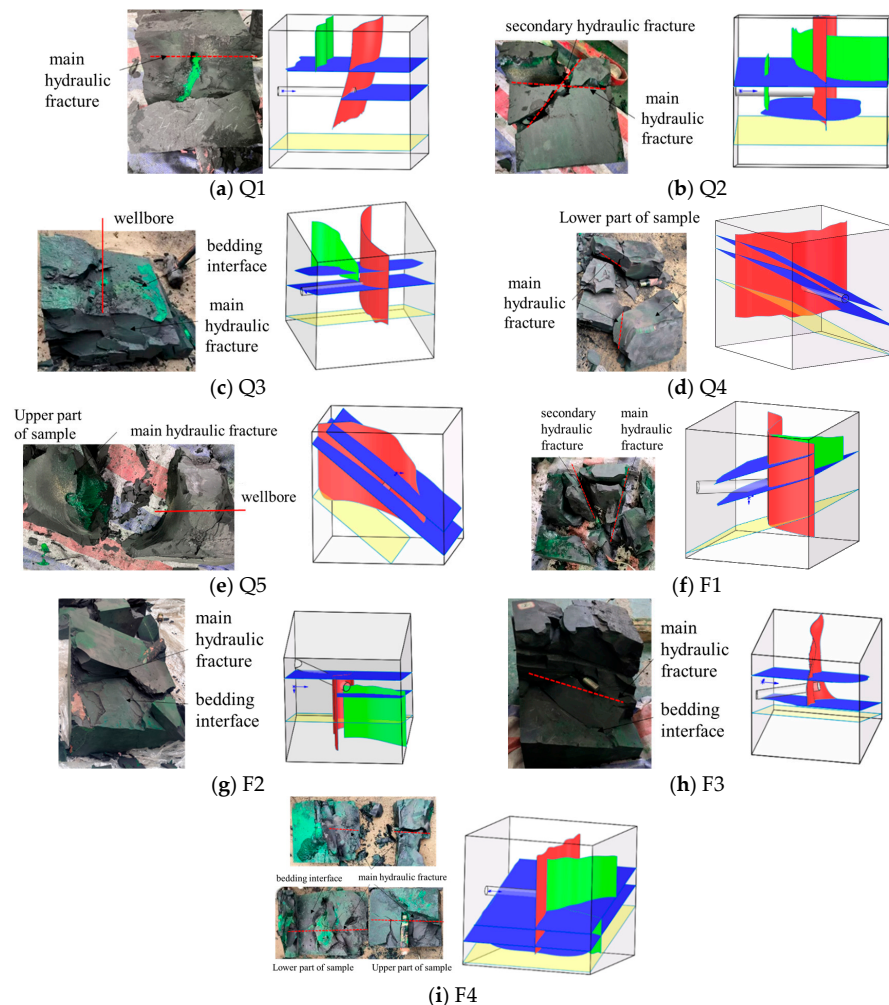 main
hydraulic
fracture
(a) Q1
secondary hydraulic fracture
main
hydraulic
fracture
(b) Q2
wellbore
bedding
interface
main
hydraulic
fracture
(c) Q3
Lower part of sample
main
hydraulic
fracture
(d) Q4
Upper part
of sample
main hydraulic fracture
wellbore
(e) Q5
secondary
hydraulic
fracture
main
hydraulic
fracture
(f) F1
main
hydraulic
fracture
bedding
interface
(g) F2
main
hydraulic
fracture
bedding
interface
(h) F3
bedding interface
main hydraulic fracture
Lower part of sample
Upper part of sample
(i) F4